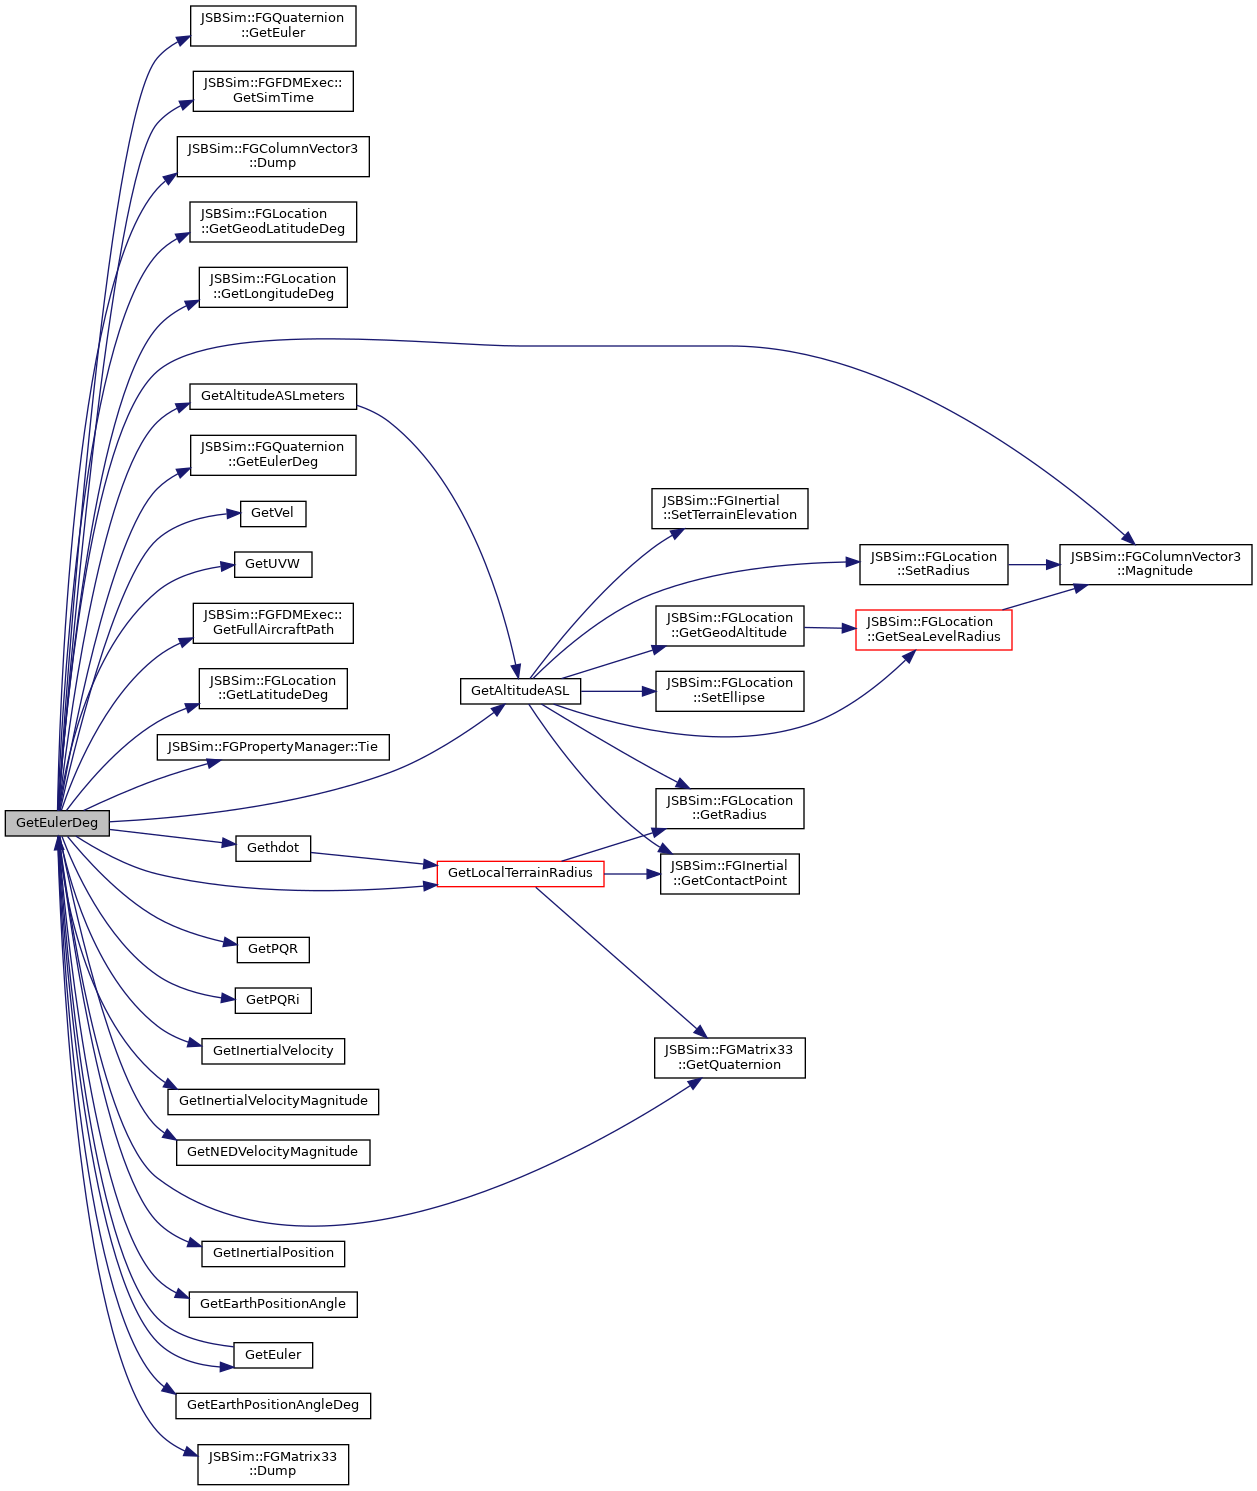 JSBSim::FGQuaternion
::GetEuler
JSBSim::FGFDMExec::
GetSimTime
JSBSim::FGColumnVector3
::Dump
JSBSim::FGLocation
::GetGeodLatitudeDeg
JSBSim::FGLocation
::GetLongitudeDeg
GetAltitudeASLmeters
JSBSim::FGQuaternion
::GetEulerDeg
GetVel
GetUVW
JSBSim::FGFDMExec::
GetFullAircraftPath
JSBSim::FGLocation
::GetLatitudeDeg
JSBSim::FGPropertyManager::Tie
GetEulerDeg
Gethdot
GetPQR
GetPQRi
GetInertialVelocity
GetInertialVelocityMagnitude
GetNEDVelocityMagnitude
GetInertialPosition
GetEarthPositionAngle
GetEuler
GetEarthPositionAngleDeg
JSBSim::FGMatrix33
::Dump
GetAltitudeASL
GetLocalTerrainRadius
JSBSim::FGInertial
::SetTerrainElevation
JSBSim::FGLocation
::GetGeodAltitude
JSBSim::FGLocation
::SetEllipse
JSBSim::FGLocation
::GetRadius
JSBSim::FGInertial
::GetContactPoint
JSBSim::FGMatrix33
::GetQuaternion
JSBSim::FGLocation
::SetRadius
JSBSim::FGLocation
::GetSeaLevelRadius
JSBSim::FGColumnVector3
::Magnitude